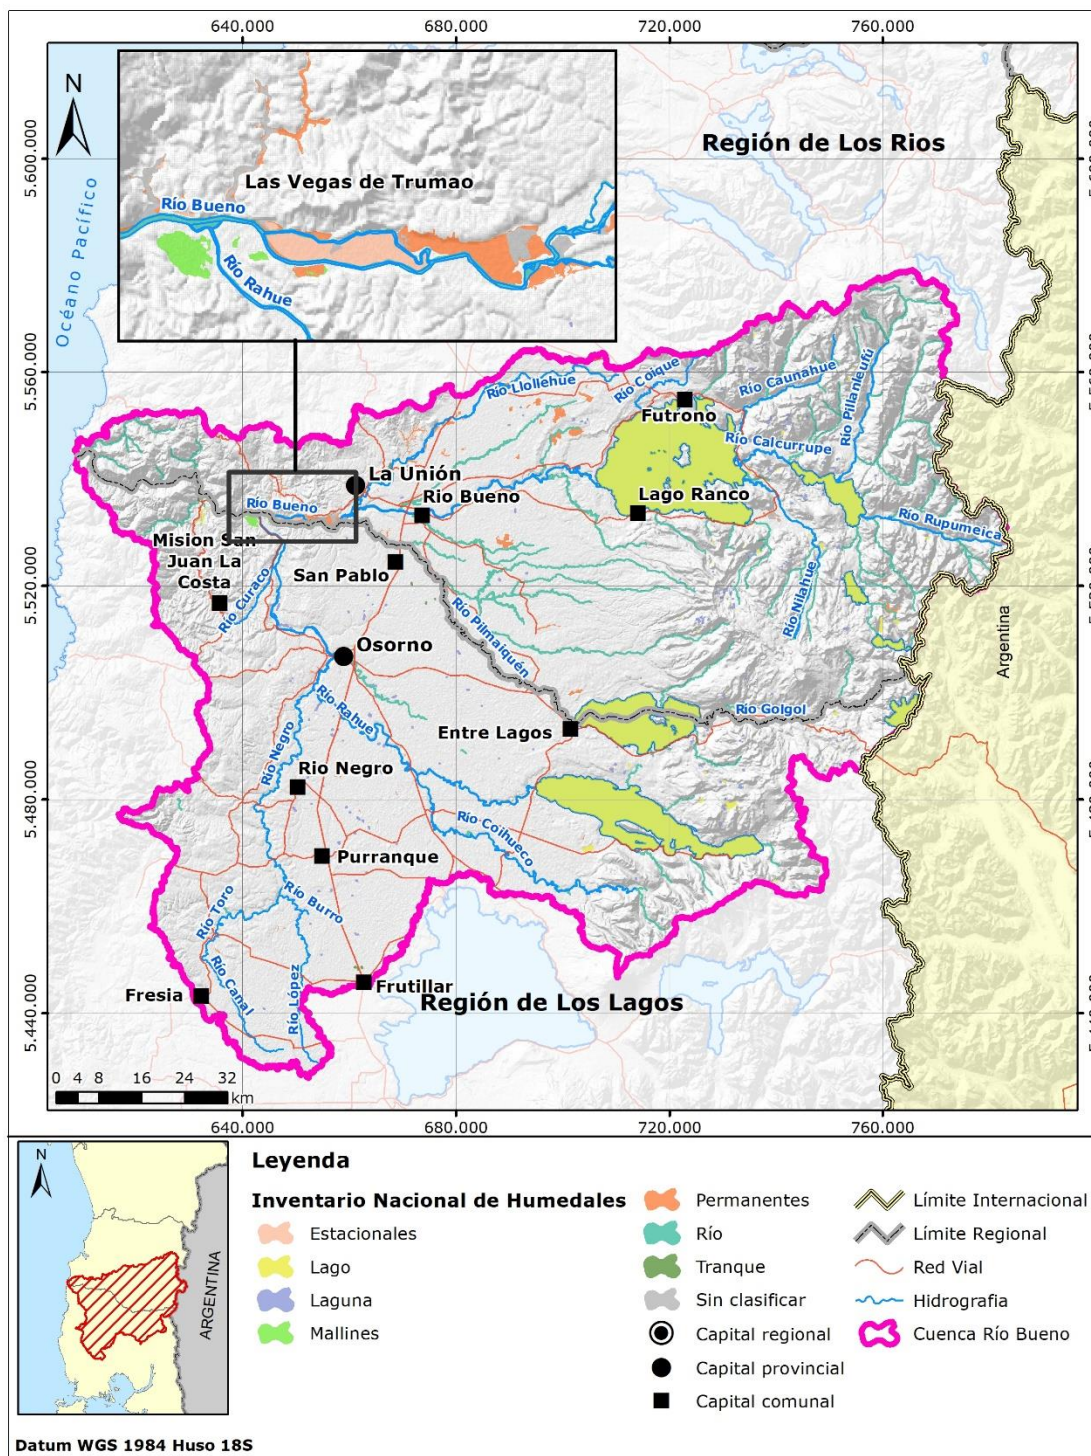 640.000
680.000
720.000
760.000
N
Región de Los Rios
5.600.000
Las Vegas de Trumao
Río Bueno
Río Rahue
Océano Pacífico
5.560.000
Río Llollehue
Río Coique
Río Caunahue
Río Pillanleufú
Futrono
Río Calcurrupe
La Unión
Rio Bueno
Lago Ranco
Río Bueno
Río Rupumeica
Mision San
Juan La
Costa
San Pablo
5.520.000
Río Curaco
Río Nilahue
Río Pilmaiquén
Argentina
Osorno
Río Rahue
Río Negro
Río Golgol
Entre Lagos
Rio Negro
5.480.000
Río Coihueco
Purranque
Río Burro
Río Toro
Río Canal
Río López
Fresia
Frutillar
Región de Los Lagos
5.440.000
0 4 8 16 24 32
km
640.000
680.000
720.000
760.000
N
ARGENTINA
Leyenda
Inventario Nacional de Humedales
Estacionales
Lago
Laguna
Mallines
Permanentes
Río
Tranque
Sin clasificar
Capital regional
Capital provincial
Capital comunal
Límite Internacional
Límite Regional
Red Vial
Hidrografia
Cuenca Río Bueno
Datum WGS 1984 Huso 18S